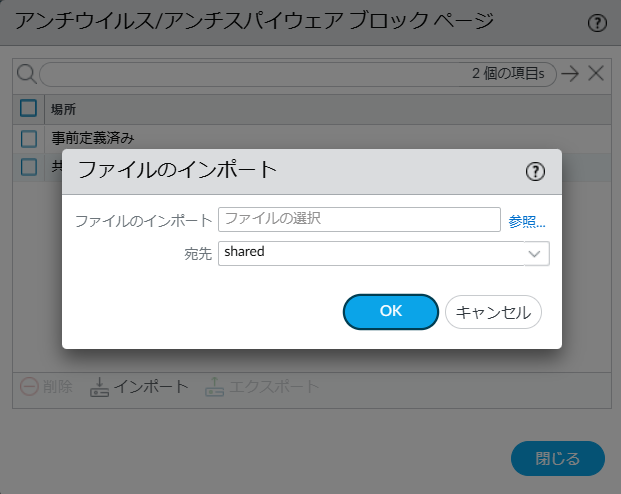 アンチウイルス/アンチスパイウェア ブロック ページ
2 個の項目s
場所
事前定義済み
共
ファイルのインポート
ファイルのインポート ファイルの選択 参照...
宛先 shared
OK キャンセル
削除 インポート エクスポート
閉じる